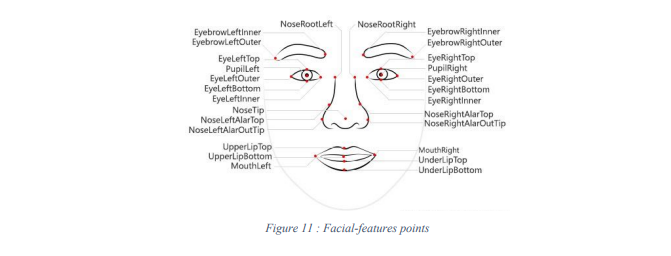 NoseRootLeft
NoseRootRight
EyebrowLeftInner
EyebrowLeftOuter
EyeLeftTop
PupilLeft
EyeLeftOuter
EyeLeftBottom
EyeLeftInner
NoseTip
NoseLeftAlarTop
NoseLeftAlarOutTip
UpperLipTop
UpperLipBottom
MouthLeft
EyebrowRightInner
EyebrowRightOuter
EyeRightTop
PupilRight
EyeRightOuter
EyeRightBottom
EyeRightInner
NoseRightAlarTop
NoseRightAlarOutTip
MouthRight
UnderLipTop
UnderLipBottom
Figure 11 : Facial-features points